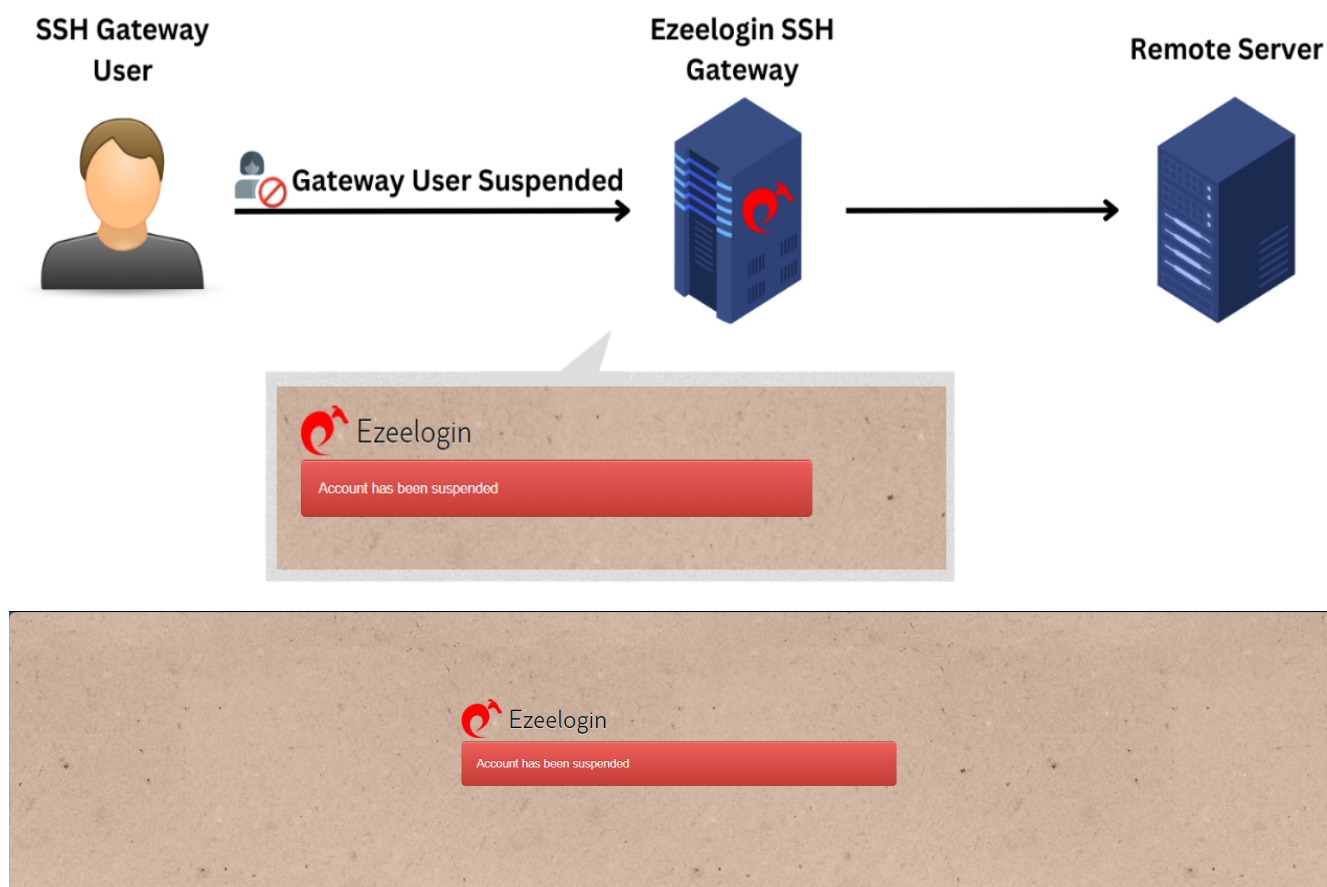 SSH Gateway
User
Ezeelogin SSH
Gateway
Remote Server
Gateway User Suspended
Ezeelogin
Account has been suspended
Ezeelogin
Account has been suspended